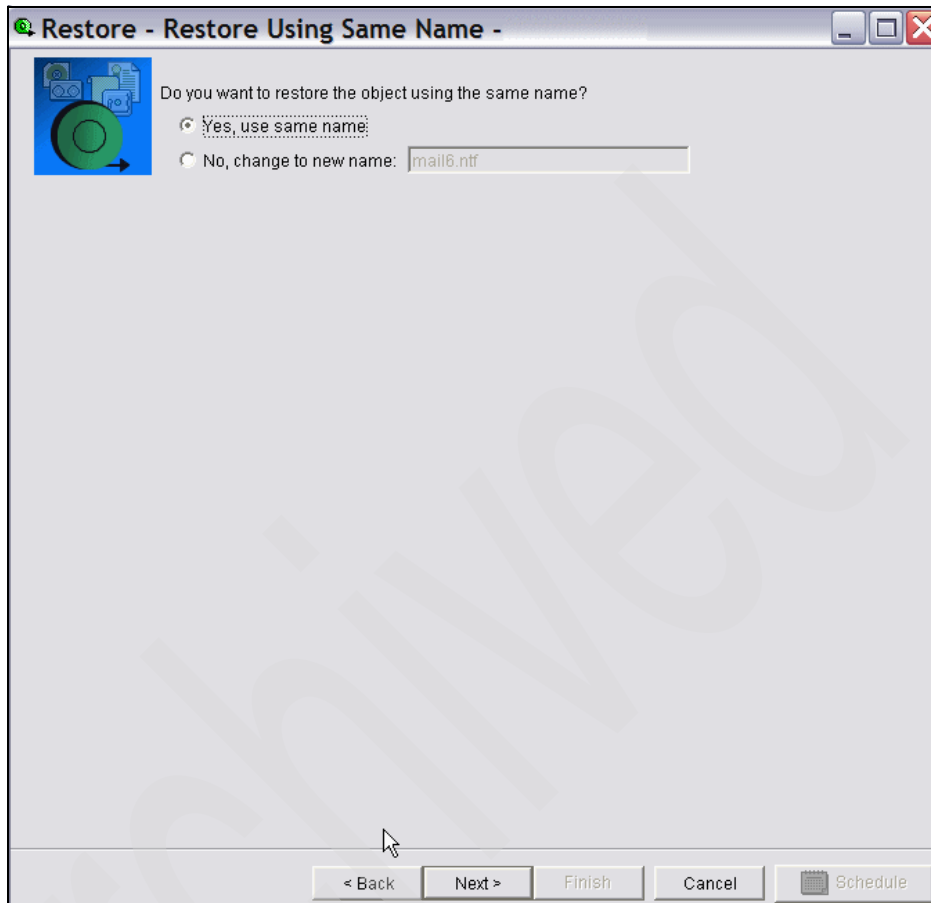 Restore - Restore Using Same Name -
Do you want to restore the object using the same name?
Yes, use same name
No, change to new name: mail6.ntf
< Back Next > Finish Cancel Schedule